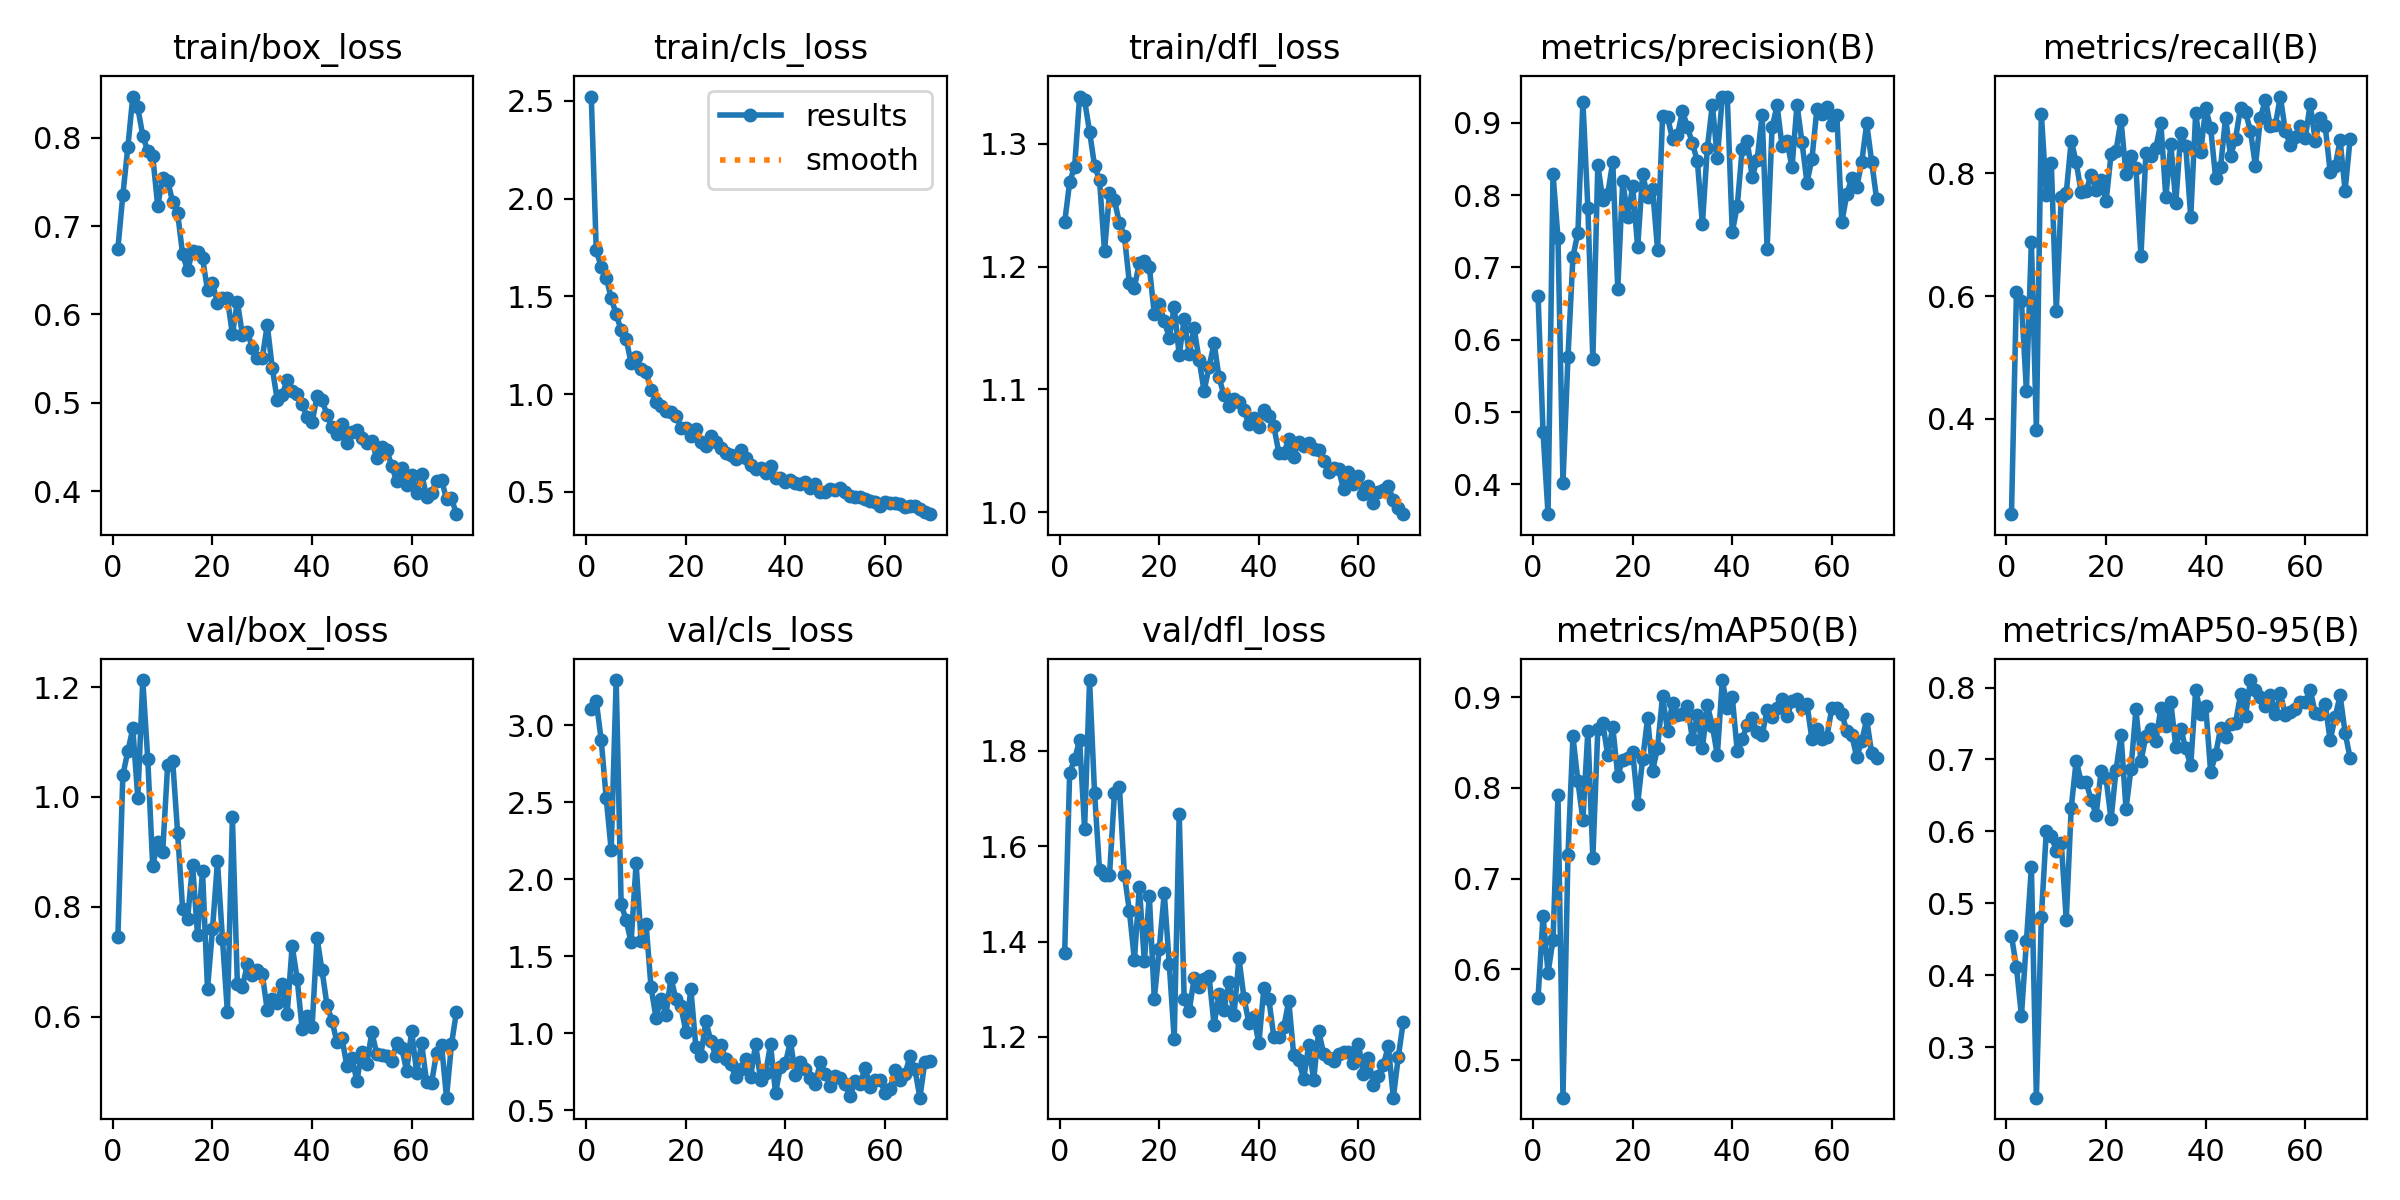 train/box_loss
0.8
0.7
0.6
0.5
0.4
0 20 40 60
train/cls_loss
results
smooth
2.5
2.0
1.5
1.0
0.5
0 20 40 60
train/dfl_loss
1.3
1.2
1.1
1.0
0 20 40 60
metrics/precision(B)
0.9
0.8
0.7
0.6
0.5
0.4
0 20 40 60
metrics/recall(B)
0.8
0.6
0.4
0 20 40 60
val/box_loss
1.2
1.0
0.8
0.6
0 20 40 60
val/cls_loss
3.0
2.5
2.0
1.5
1.0
0.5
0 20 40 60
val/dfl_loss
1.8
1.6
1.4
1.2
0 20 40 60
metrics/mAP50(B)
0.9
0.8
0.7
0.6
0.5
0 20 40 60
metrics/mAP50-95(B)
0.8
0.7
0.6
0.5
0.4
0.3
0 20 40 60